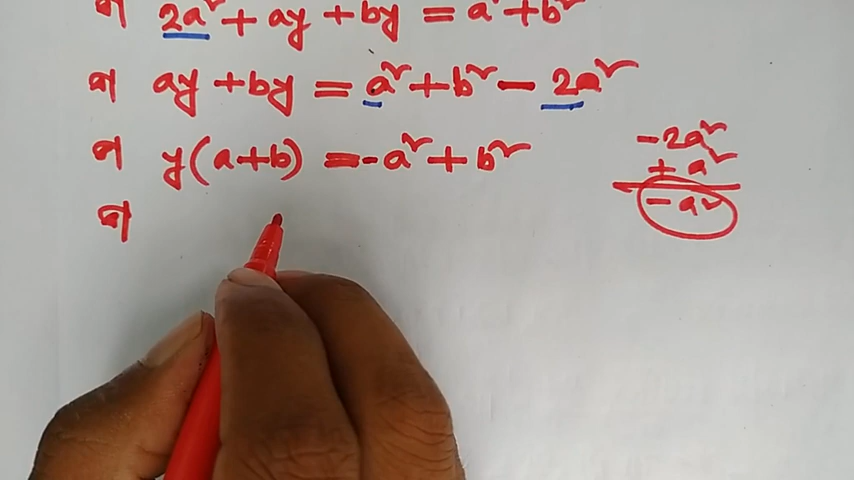 বা 2a² + ay + by = a² + b²
বা ay + by = a² + b² - 2a²
বা y(a+b) = -a² + b²
বা
-2a²
+ a²
- a²